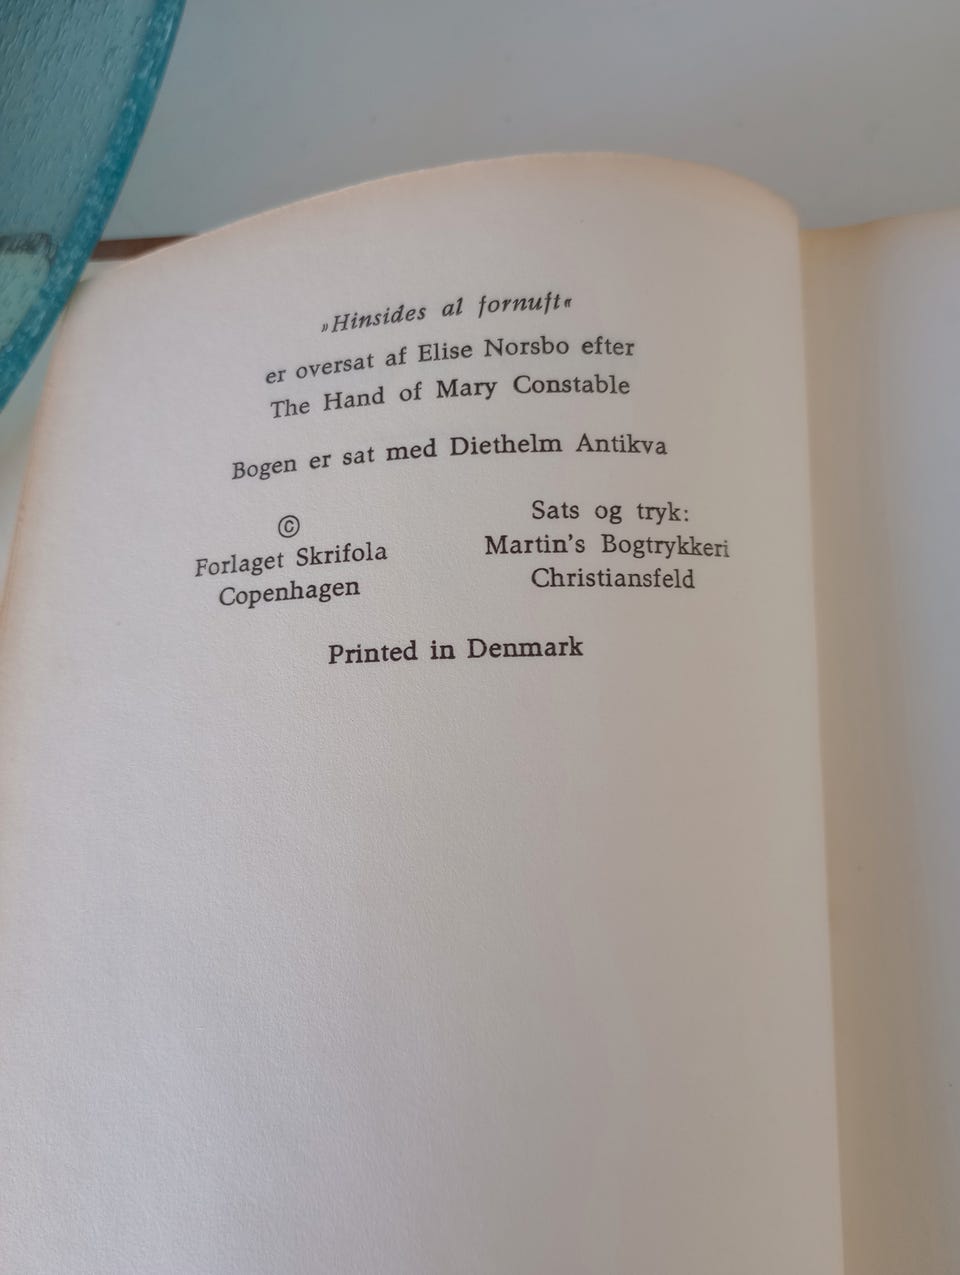 »Hinsides al fornuft«
er oversat af Elise Norsbo efter
The Hand of Mary Constable
Bogen er sat med Diethelm Antikva
©
Forlaget Skrifola
Copenhagen
Sats og tryk:
Martin's Bogtrykkeri
Christiansfeld
Printed in Denmark